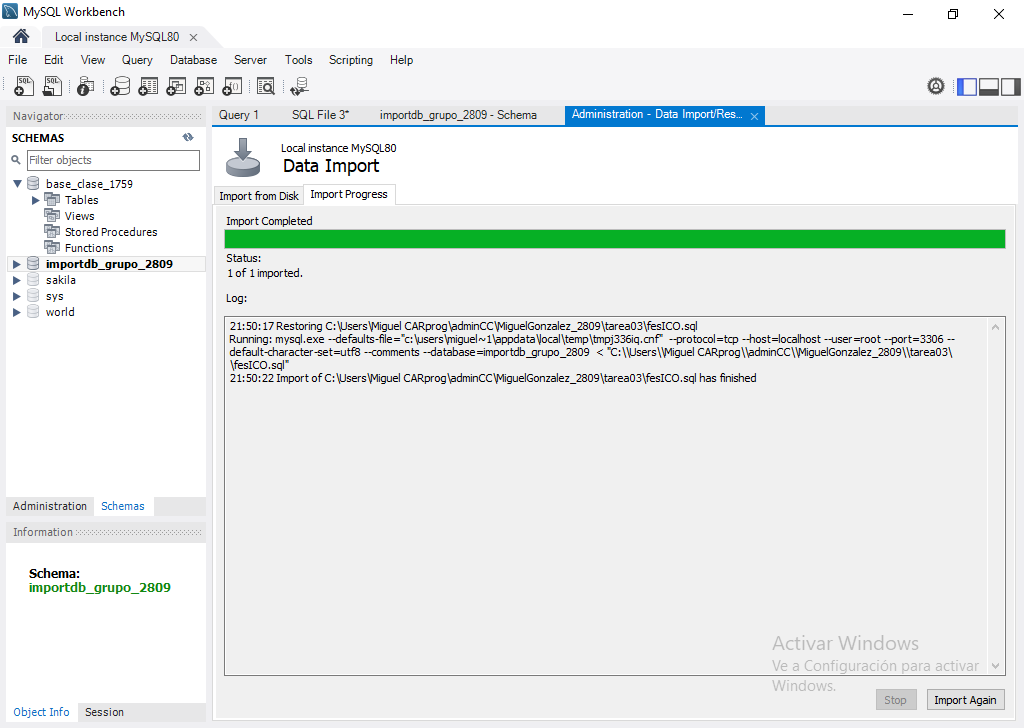 MySQL Workbench
Local instance MySQL80
File Edit View Query Database Server Tools Scripting Help
SQL SQL
Navigator
SCHEMAS
Filter objects
base_clase_1759
Tables
Views
Stored Procedures
Functions
importdb_grupo_2809
sakila
sys
world
Administration Schemas
Information
Schema:
importdb_grupo_2809
Object Info Session
Query 1 SQL File 3* importdb_grupo_2809 - Schema Administration - Data Import/Res...
Local instance MySQL80
Data Import
Import from Disk Import Progress
Import Completed
Status:
1 of 1 imported.
Log:
21:50:17 Restoring C:\Users\Miguel CARprog\adminCC\MiguelGonzalez_2809\tarea03\fesICO.sql
Running: mysql.exe --defaults-file="c:\users\miguel~1\appdata\local\temp\tmpj336iq.cnf" --protocol=tcp --host=localhost --user=root --port=3306 --
default-character-set=utf8 --comments --database=importdb_grupo_2809 < "C:\\Users\\Miguel CARprog\\adminCC\\MiguelGonzalez_2809\\tarea03\
\fesICO.sql"
21:50:22 Import of C:\Users\Miguel CARprog\adminCC\MiguelGonzalez_2809\tarea03\fesICO.sql has finished
Activar Windows
Ve a Configuración para activar
Windows.
Stop Import Again